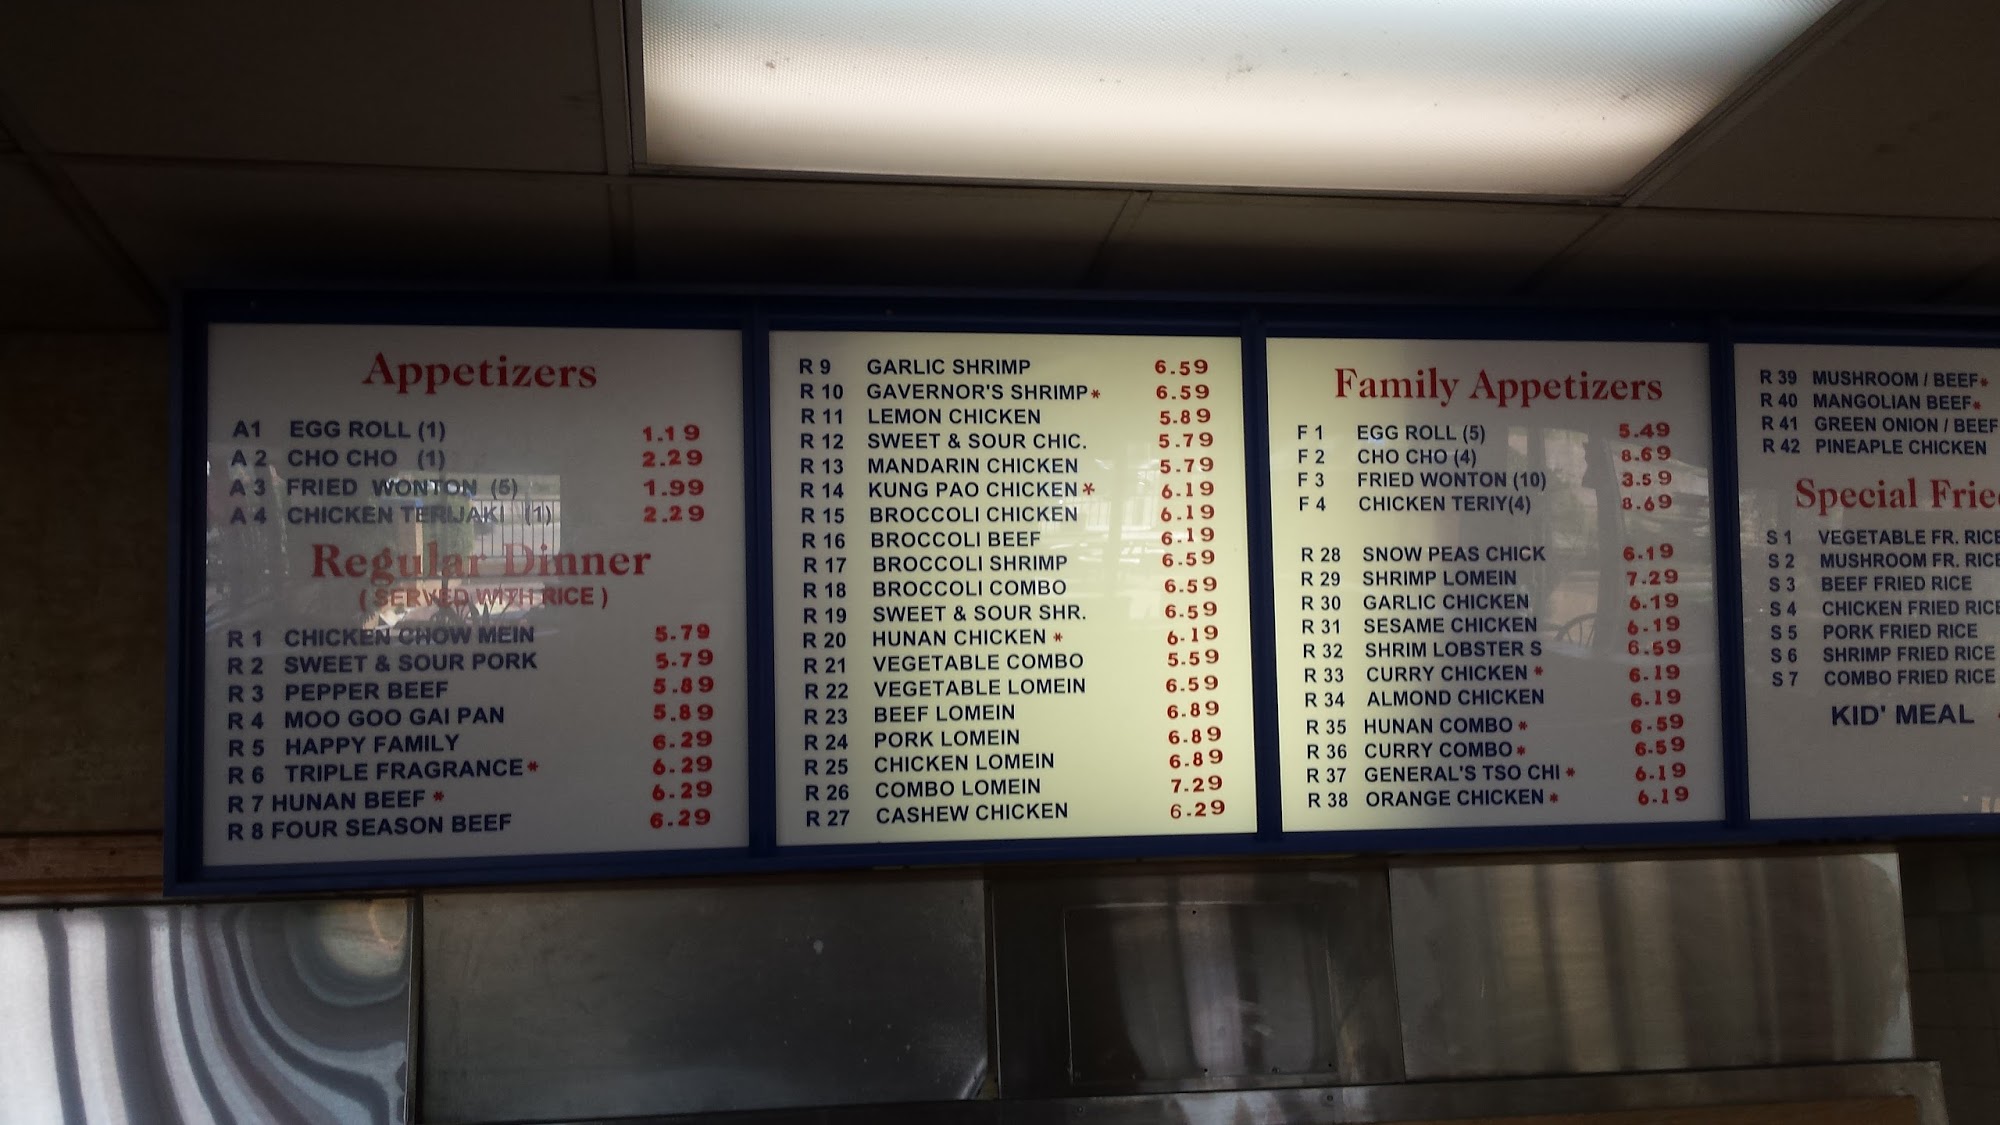 Appetizers
A1 EGG ROLL (1) 1.19
A 2 CHO CHO (1) 2.29
A 3 FRIED WONTON (5) 1.99
A 4 CHICKEN TERIJAKI (1) 2.29
Regular Dinner
( SERVED WITH RICE )
R 1 CHICKEN CHOW MEIN 5.79
R 2 SWEET & SOUR PORK 5.79
R 3 PEPPER BEEF 5.89
R 4 MOO GOO GAI PAN 5.89
R 5 HAPPY FAMILY 6.29
R 6 TRIPLE FRAGRANCE* 6.29
R 7 HUNAN BEEF * 6.29
R 8 FOUR SEASON BEEF 6.29
R 9 GARLIC SHRIMP 6.59
R 10 GAVERNOR'S SHRIMP* 6.59
R 11 LEMON CHICKEN 5.89
R 12 SWEET & SOUR CHIC. 5.79
R 13 MANDARIN CHICKEN 5.79
R 14 KUNG PAO CHICKEN* 6.19
R 15 BROCCOLI CHICKEN 6.19
R 16 BROCCOLI BEEF 6.19
R 17 BROCCOLI SHRIMP 6.59
R 18 BROCCOLI COMBO 6.59
R 19 SWEET & SOUR SHR. 6.59
R 20 HUNAN CHICKEN * 6.19
R 21 VEGETABLE COMBO 5.59
R 22 VEGETABLE LOMEIN 6.59
R 23 BEEF LOMEIN 6.89
R 24 PORK LOMEIN 6.89
R 25 CHICKEN LOMEIN 6.89
R 26 COMBO LOMEIN 7.29
R 27 CASHEW CHICKEN 6.29
Family Appetizers
F 1 EGG ROLL (5) 5.49
F 2 CHO CHO (4) 8.69
F 3 FRIED WONTON (10) 3.59
F 4 CHICKEN TERIY(4) 8.69
R 28 SNOW PEAS CHICK 6.19
R 29 SHRIMP LOMEIN 7.29
R 30 GARLIC CHICKEN 6.19
R 31 SESAME CHICKEN 6.19
R 32 SHRIM LOBSTER S 6.59
R 33 CURRY CHICKEN * 6.19
R 34 ALMOND CHICKEN 6.19
R 35 HUNAN COMBO * 6.59
R 36 CURRY COMBO * 6.59
R 37 GENERAL'S TSO CHI * 6.19
R 38 ORANGE CHICKEN * 6.19
R 39 MUSHROOM / BEEF*
R 40 MANGOLIAN BEEF*
R 41 GREEN ONION / BEEF
R 42 PINEAPLE CHICKEN
Special
S 1 VEGETABLE FR. RICE
S 2 MUSHROOM FR. RICE
S 3 BEEF FRIED RICE
S 4 CHICKEN FRIED RICE
S 5 PORK FRIED RICE
S 6 SHRIMP FRIED RICE
S 7 COMBO FRIED RICE
KID' MEAL